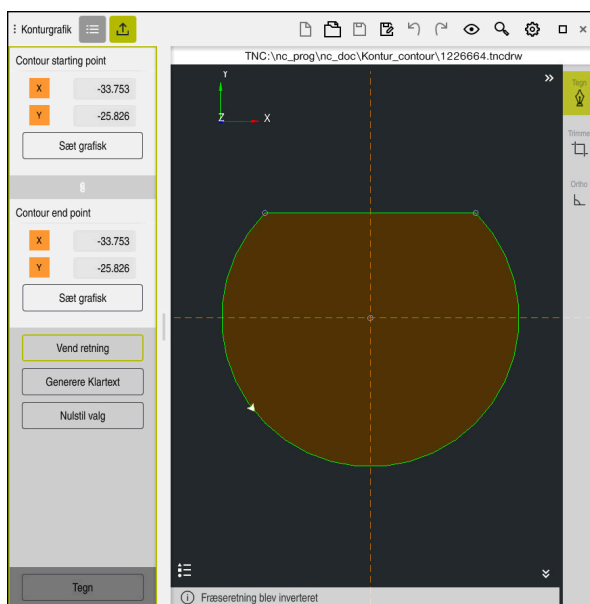 Konturgrafik
TNC:\nc_prog\nc_doc\Kontur_contour\1226664.tncdrw
Contour starting point
X -33.753
Y -25.826
Sæt grafisk
Contour end point
X -33.753
Y -25.826
Sæt grafisk
Vend retning
Generere Klartext
Nulstil valg
Tegn
Y
Z X
Fræseretning blev inverteret
Tegn
Trimme
Ortho